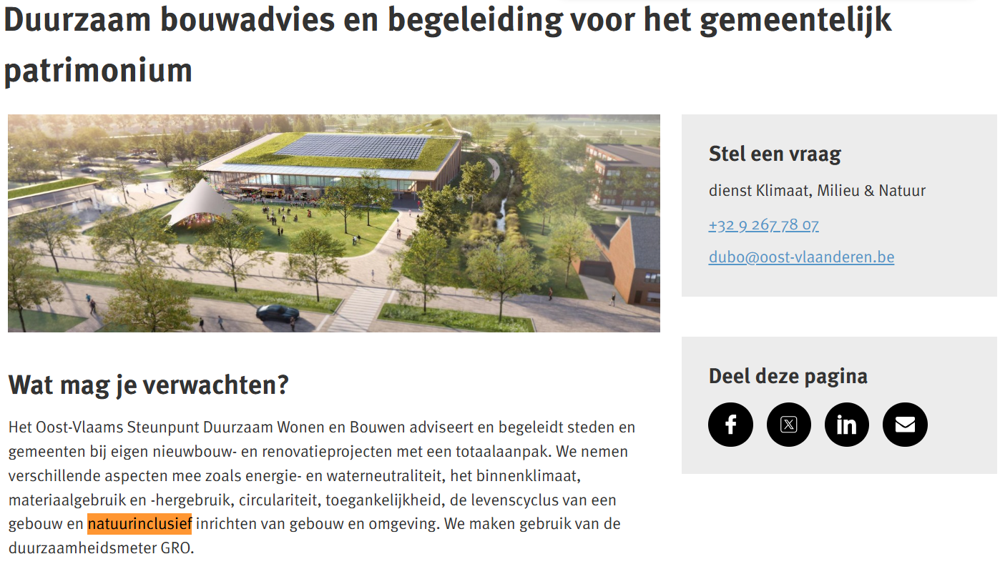 Duurzaam bouwadvies en begeleiding voor het gemeentelijk
patrimonium
Stel een vraag
dienst Klimaat, Milieu & Natuur
+32 9 267 78 07
dubo@oost-vlaanderen.be
Deel deze pagina
Wat mag je verwachten?
Het Oost-Vlaams Steunpunt Duurzaam Wonen en Bouwen adviseert en begeleidt steden en
gemeenten bij eigen nieuwbouw- en renovatieprojecten met een totaalaanpak. We nemen
verschillende aspecten mee zoals energie- en waterneutraliteit, het binnenklimaat,
materiaalgebruik en -hergebruik, circulariteit, toegankelijkheid, de levenscyclus van een
gebouw en natuurinclusief inrichten van gebouw en omgeving. We maken gebruik van de
duurzaamheidsmeter GRO.